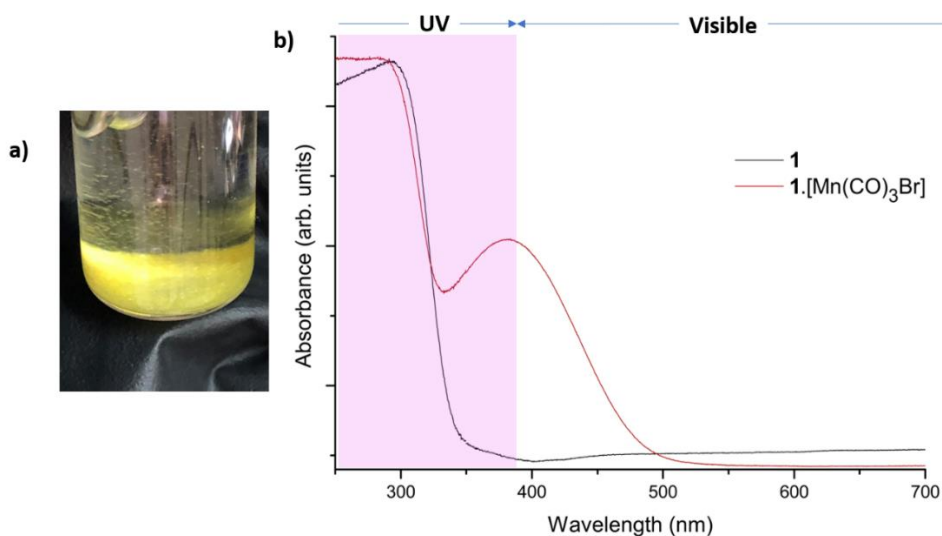 a)
b)
UV
Visible
1
1.[Mn(CO)₃Br]
Absorbance (arb. units)
300
400
500
600
700
Wavelength (nm)